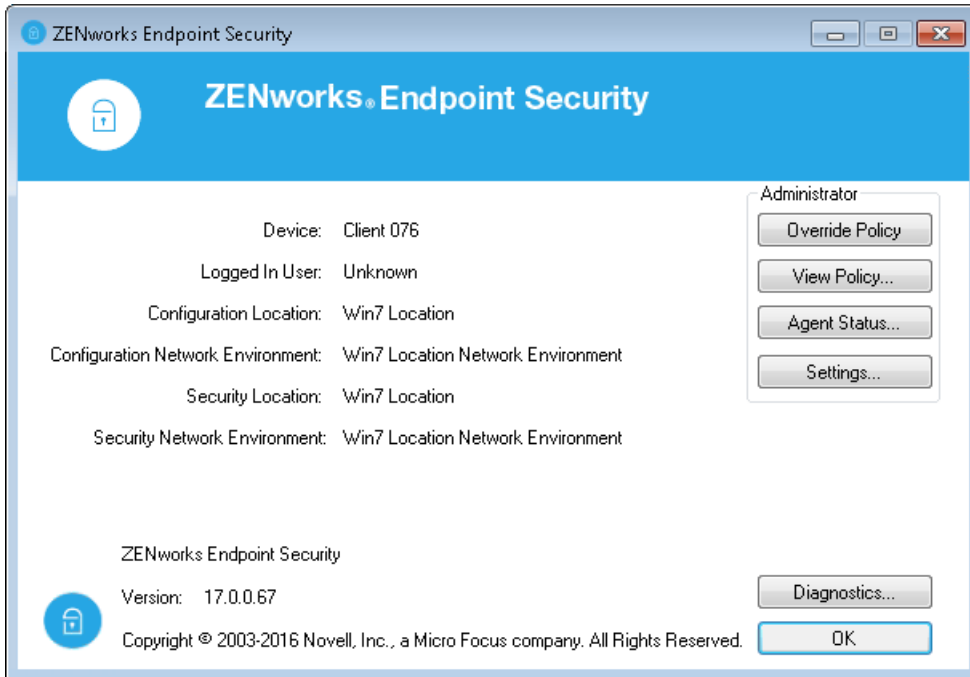 ZENworks Endpoint Security
ZENworks® Endpoint Security
Administrator
Device: Client 076
Override Policy
Logged In User: Unknown
View Policy...
Configuration Location: Win7 Location
Agent Status...
Configuration Network Environment: Win7 Location Network Environment
Settings...
Security Location: Win7 Location
Security Network Environment: Win7 Location Network Environment
ZENworks Endpoint Security
Version: 17.0.0.67
Diagnostics...
Copyright © 2003-2016 Novell, Inc., a Micro Focus company. All Rights Reserved.
OK